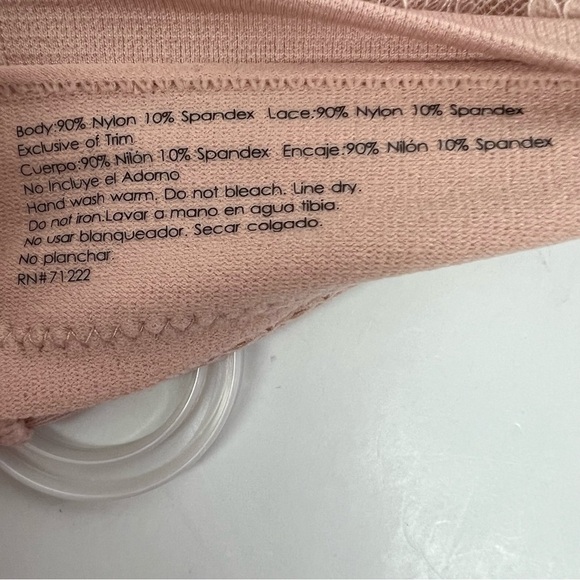 Body:90% Nylon 10% Spandex Lace:90% Nylon 10% Spandex
Exclusive of Trim
Cuerpo:90% Nilón 10% Spandex Encaje:90% Nilón 10% Spandex
No Incluye el Adorno
Hand wash warm. Do not bleach. Line dry.
Do not iron.Lavar a mano en agua tibia.
No usar blanqueador. Secar colgado.
No planchar.
RN#71222